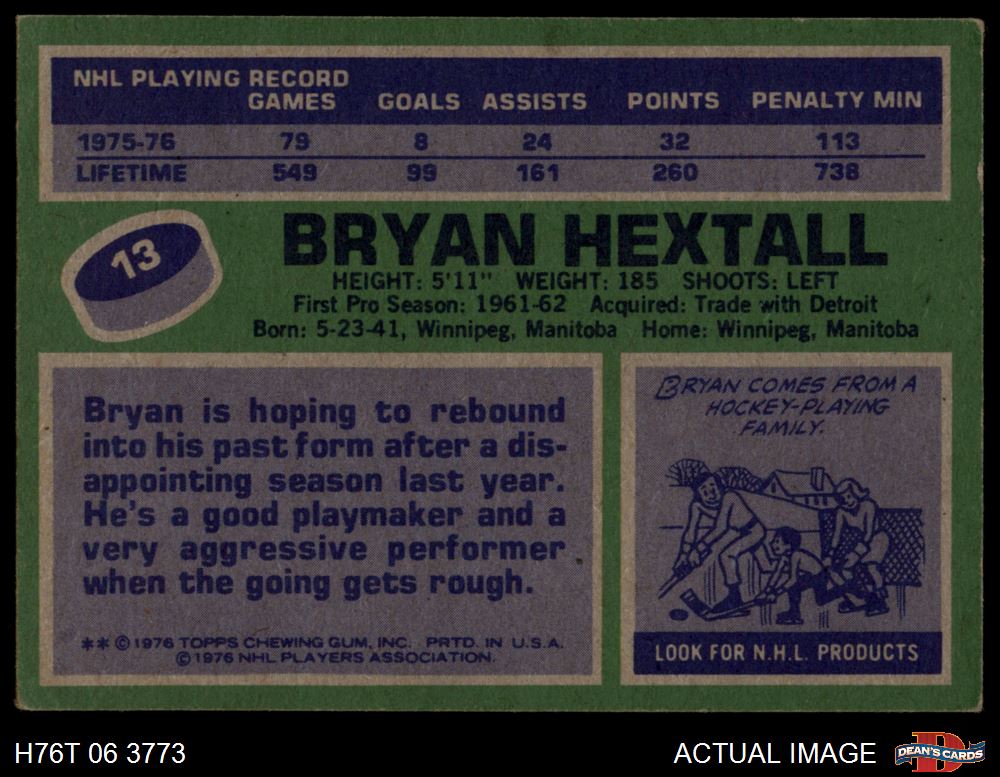 NHL PLAYING RECORD
GAMES GOALS ASSISTS POINTS PENALTY MIN
1975-76 79 8 24 32 113
LIFETIME 549 99 161 260 738
13
BRYAN HEXTALL
HEIGHT: 5'11" WEIGHT: 185 SHOOTS: LEFT
First Pro Season: 1961-62 Acquired: Trade with Detroit
Born: 5-23-41, Winnipeg, Manitoba Home: Winnipeg, Manitoba
Bryan is hoping to rebound
into his past form after a dis-
appointing season last year.
He's a good playmaker and a
very aggressive performer
when the going gets rough.
** © 1976 TOPPS CHEWING GUM, INC. PRTD. IN U.S.A.
© 1976 NHL PLAYERS ASSOCIATION.
BRYAN COMES FROM A
HOCKEY-PLAYING
FAMILY.
LOOK FOR N.H.L. PRODUCTS
H76T 06 3773
ACTUAL IMAGE
D
DEAN'S CARDS